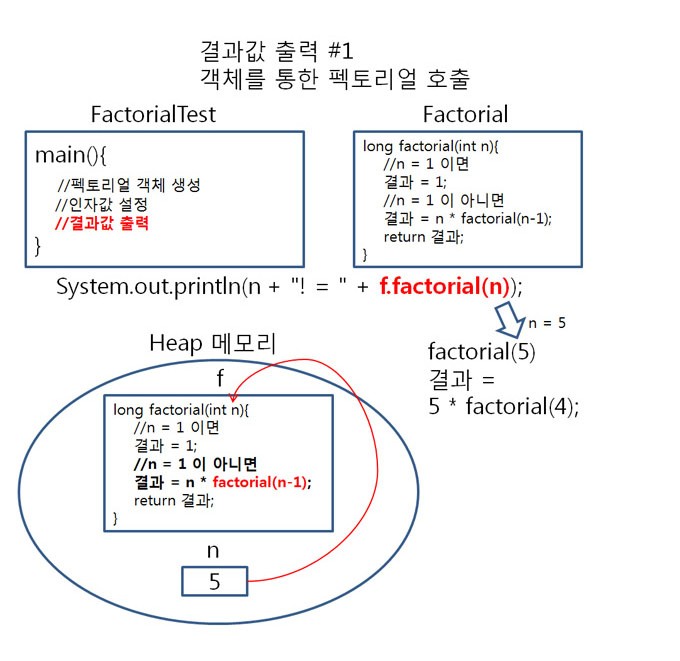 결과값 출력 #1
객체를 통한 펙토리얼 호출
FactorialTest
main(){
//펙토리얼 객체 생성
//인자값 설정
//결과값 출력
}
Factorial
long factorial(int n){
//n = 1 이면
결과 = 1;
//n = 1 이 아니면
결과 = n * factorial(n-1);
return 결과;
}
System.out.println(n + "! = " + f.factorial(n));
n = 5
factorial(5)
결과 =
5 * factorial(4);
Heap 메모리
f
long factorial(int n){
//n = 1 이면
결과 = 1;
//n = 1 이 아니면
결과 = n * factorial(n-1);
return 결과;
}
n
5